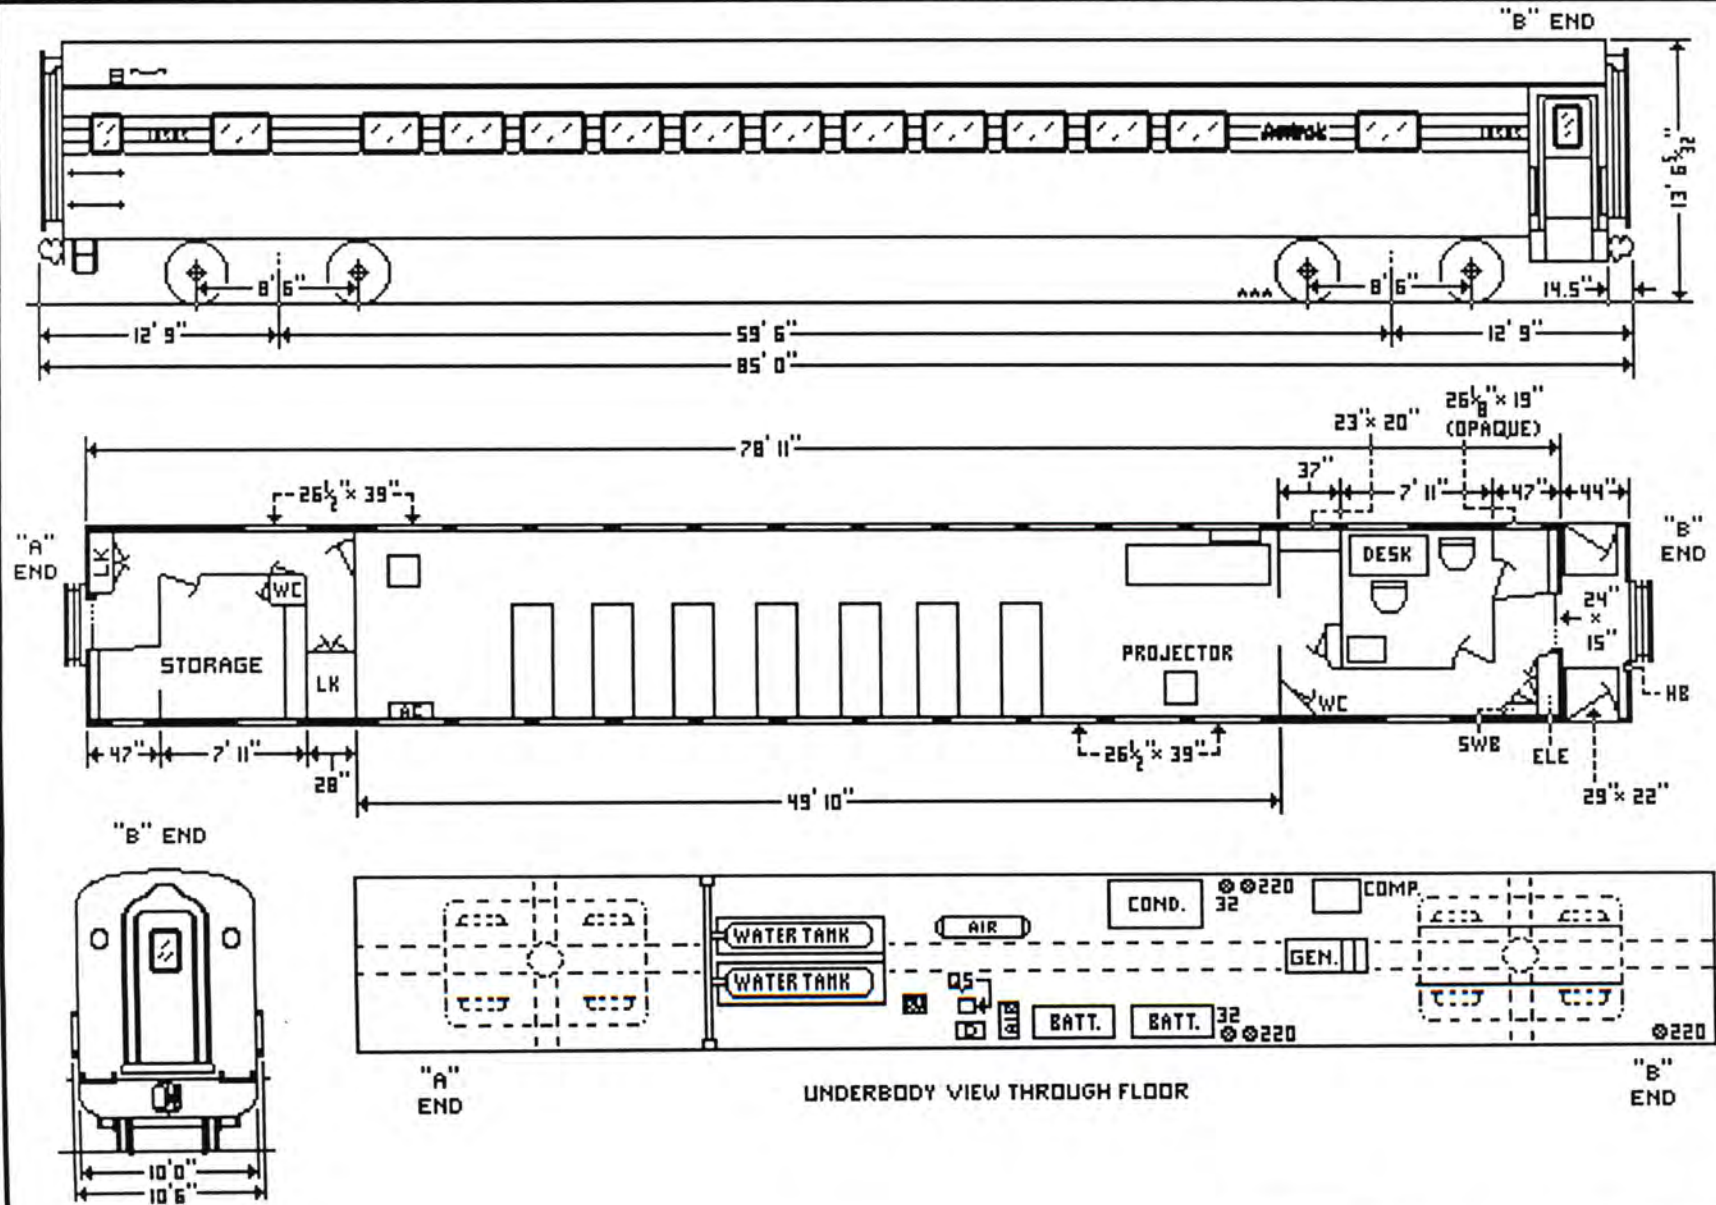 "B" END
10505
Amtrak
10505
13' 6 5/32"
8' 6"
8' 6"
14.5"
12' 9"
59' 6"
12' 9"
85' 0"
26 1/8" × 19"
(OPAQUE)
23" × 20"
78' 11"
37"
7' 11"
47"
44"
26 1/2" × 39"
"A"
END
"B"
END
LK
WC
DESK
24"
×
15"
STORAGE
LK
PROJECTOR
AC
WC
HB
47"
7' 11"
28"
26 1/2" × 39"
SWB
ELE
29" × 22"
49' 10"
"B" END
COND.
220
32
COMP.
WATER TANK
AIR
GEN.
WATER TANK
QS
AIR
BATT.
BATT.
32
220
220
"A"
END
UNDERBODY VIEW THROUGH FLOOR
"B"
END
10'0"
10'6"